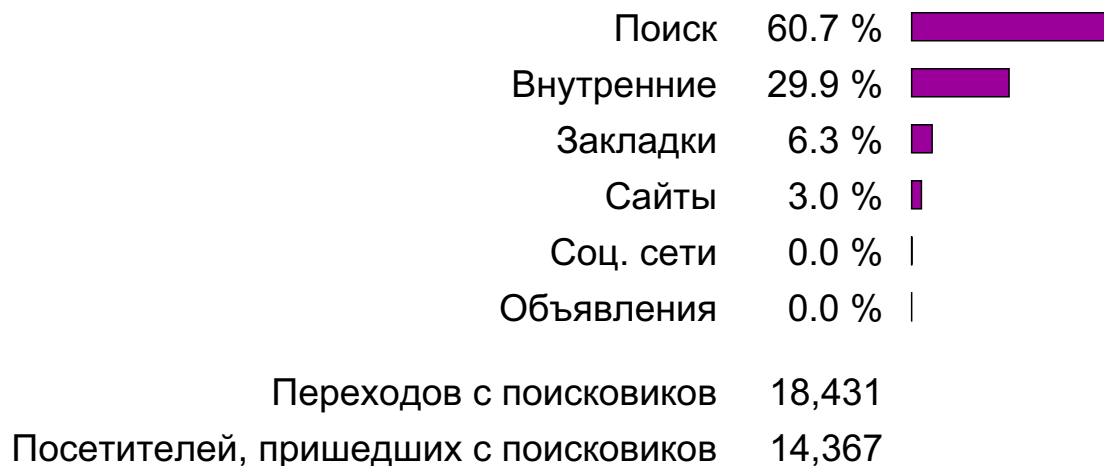 Поиск 60.7 %
Внутренние 29.9 %
Закладки 6.3 %
Сайты 3.0 %
Соц. сети 0.0 %
Объявления 0.0 %
Переходов с поисковиков 18,431
Посетителей, пришедших с поисковиков 14,367